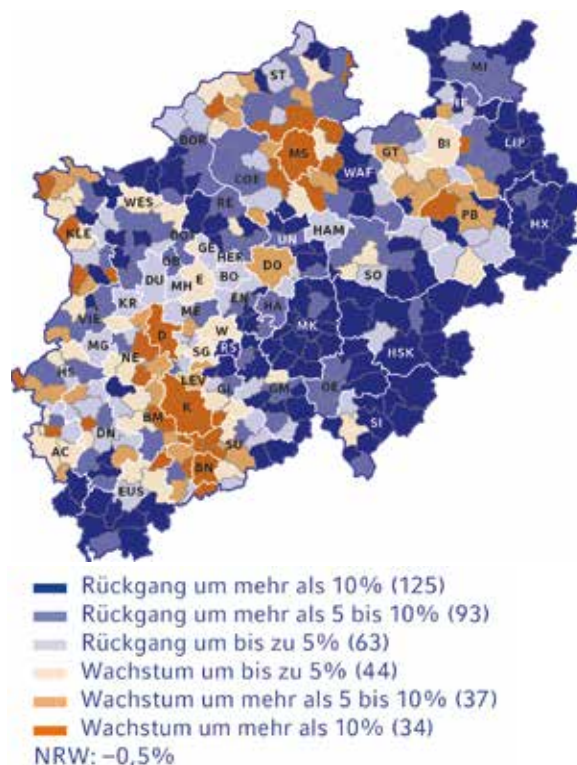 ST
MI
BOR
MS
GT
BI
LIP
COE
WAF
WES
RE
PB
HX
KLE
UN
HAM
GE
HER
DO
SO
OB
DU
MH
E
BO
KR
EN
HA
VIE
ME
MK
D
W
MG
NE
SG
RS
HSK
HS
LEV
GL
GM
OE
K
BM
SI
DN
SU
AC
BN
EUS
Rückgang um mehr als 10% (125)
Rückgang um mehr als 5 bis 10% (93)
Rückgang um bis zu 5% (63)
Wachstum um bis zu 5% (44)
Wachstum um mehr als 5 bis 10% (37)
Wachstum um mehr als 10% (34)
NRW: −0,5%